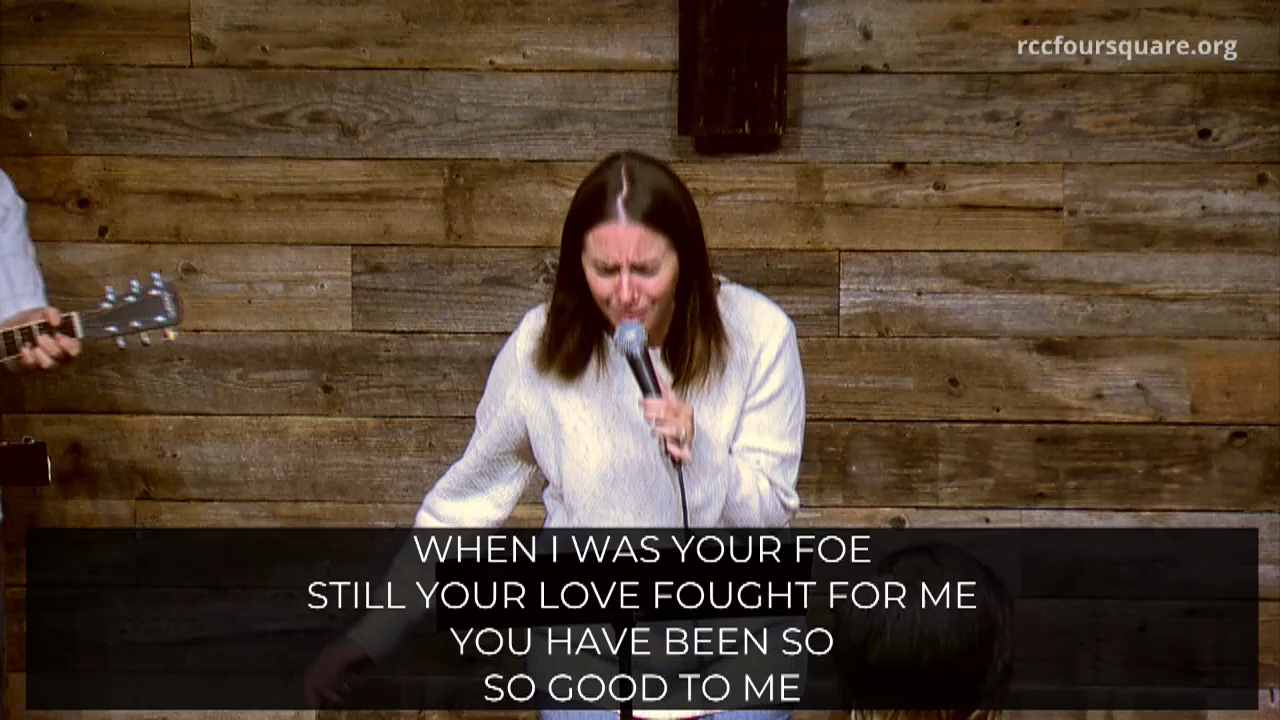 rccfoursquare.org
WHEN I WAS YOUR FOE
STILL YOUR LOVE FOUGHT FOR ME
YOU HAVE BEEN SO
SO GOOD TO ME